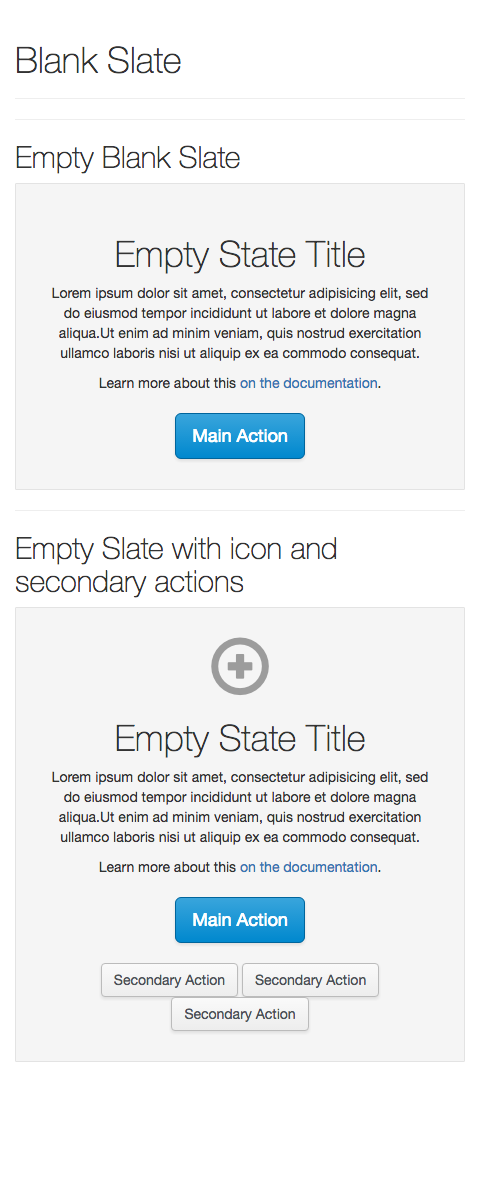 Blank Slate
Empty Blank Slate
Empty State Title
Lorem ipsum dolor sit amet, consectetur adipisicing elit, sed
do eiusmod tempor incididunt ut labore et dolore magna
aliqua.Ut enim ad minim veniam, quis nostrud exercitation
ullamco laboris nisi ut aliquip ex ea commodo consequat.
Learn more about this on the documentation.
Main Action
Empty Slate with icon and
secondary actions
Empty State Title
Lorem ipsum dolor sit amet, consectetur adipisicing elit, sed
do eiusmod tempor incididunt ut labore et dolore magna
aliqua.Ut enim ad minim veniam, quis nostrud exercitation
ullamco laboris nisi ut aliquip ex ea commodo consequat.
Learn more about this on the documentation.
Main Action
Secondary Action Secondary Action
Secondary Action